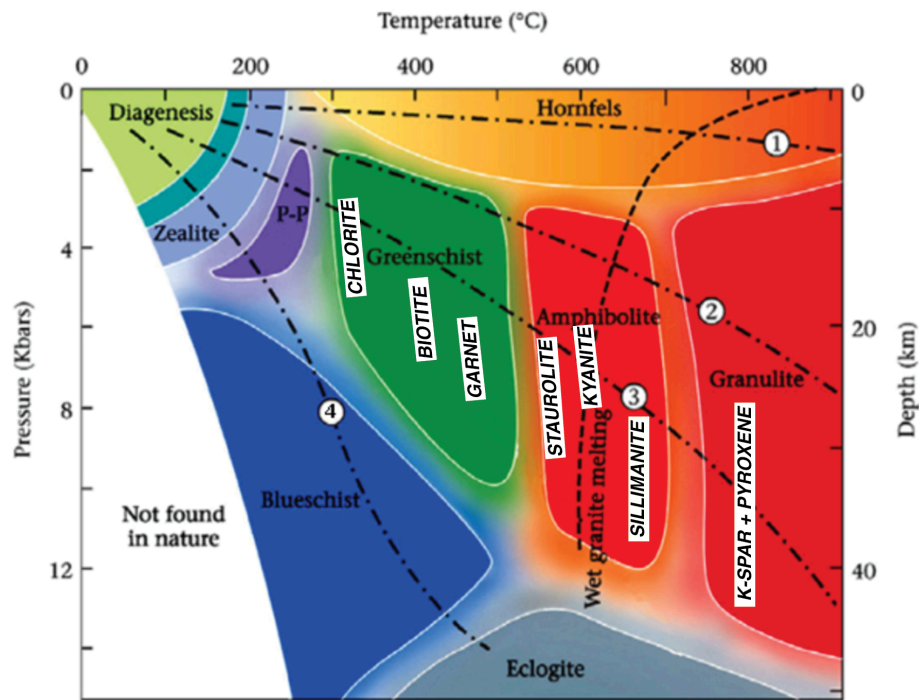 Temperature (°C)
0 200 400 600 800
0 0
Diagenesis
Hornfels
1
P-P
Zealite
4
CHLORITE
Greenschist
BIOTITE
GARNET
Amphibolite
STAUROLITE
KYANITE
2
20
Granulite
3
8
4
Pressure (Kbars)
Depth (km)
Blueschist
Not found
in nature
Wet granite melting
SILLIMANITE
K-SPAR + PYROXENE
12
40
Eclogite